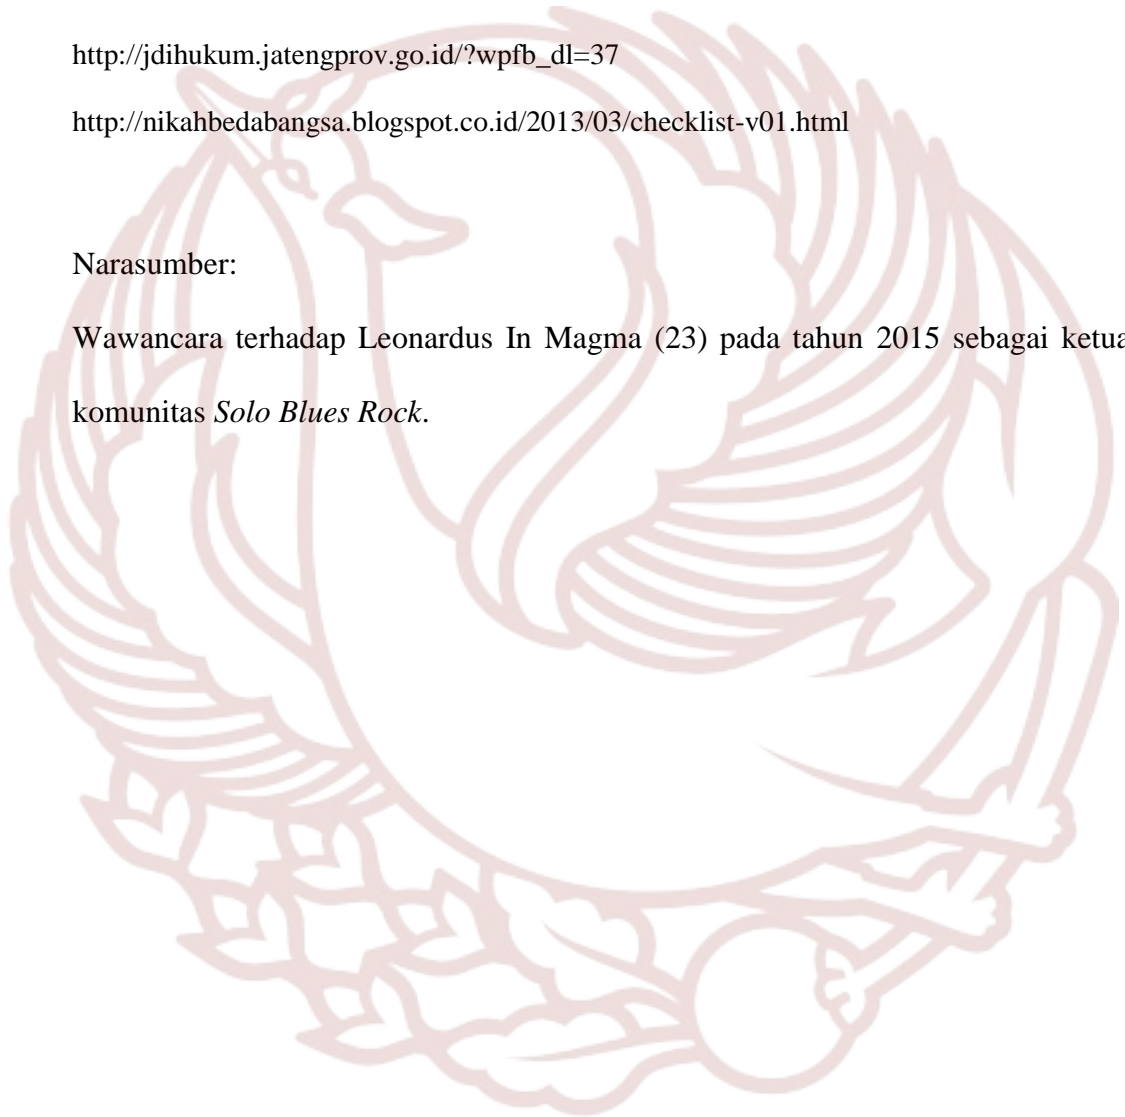 http://jdihukum.jatengprov.go.id/?wpfb_dl=37
http://nikahbedabangsa.blogspot.co.id/2013/03/checklist-v01.html
Narasumber:
Wawancara terhadap Leonardus In Magma (23) pada tahun 2015 sebagai ketua
komunitas Solo Blues Rock.